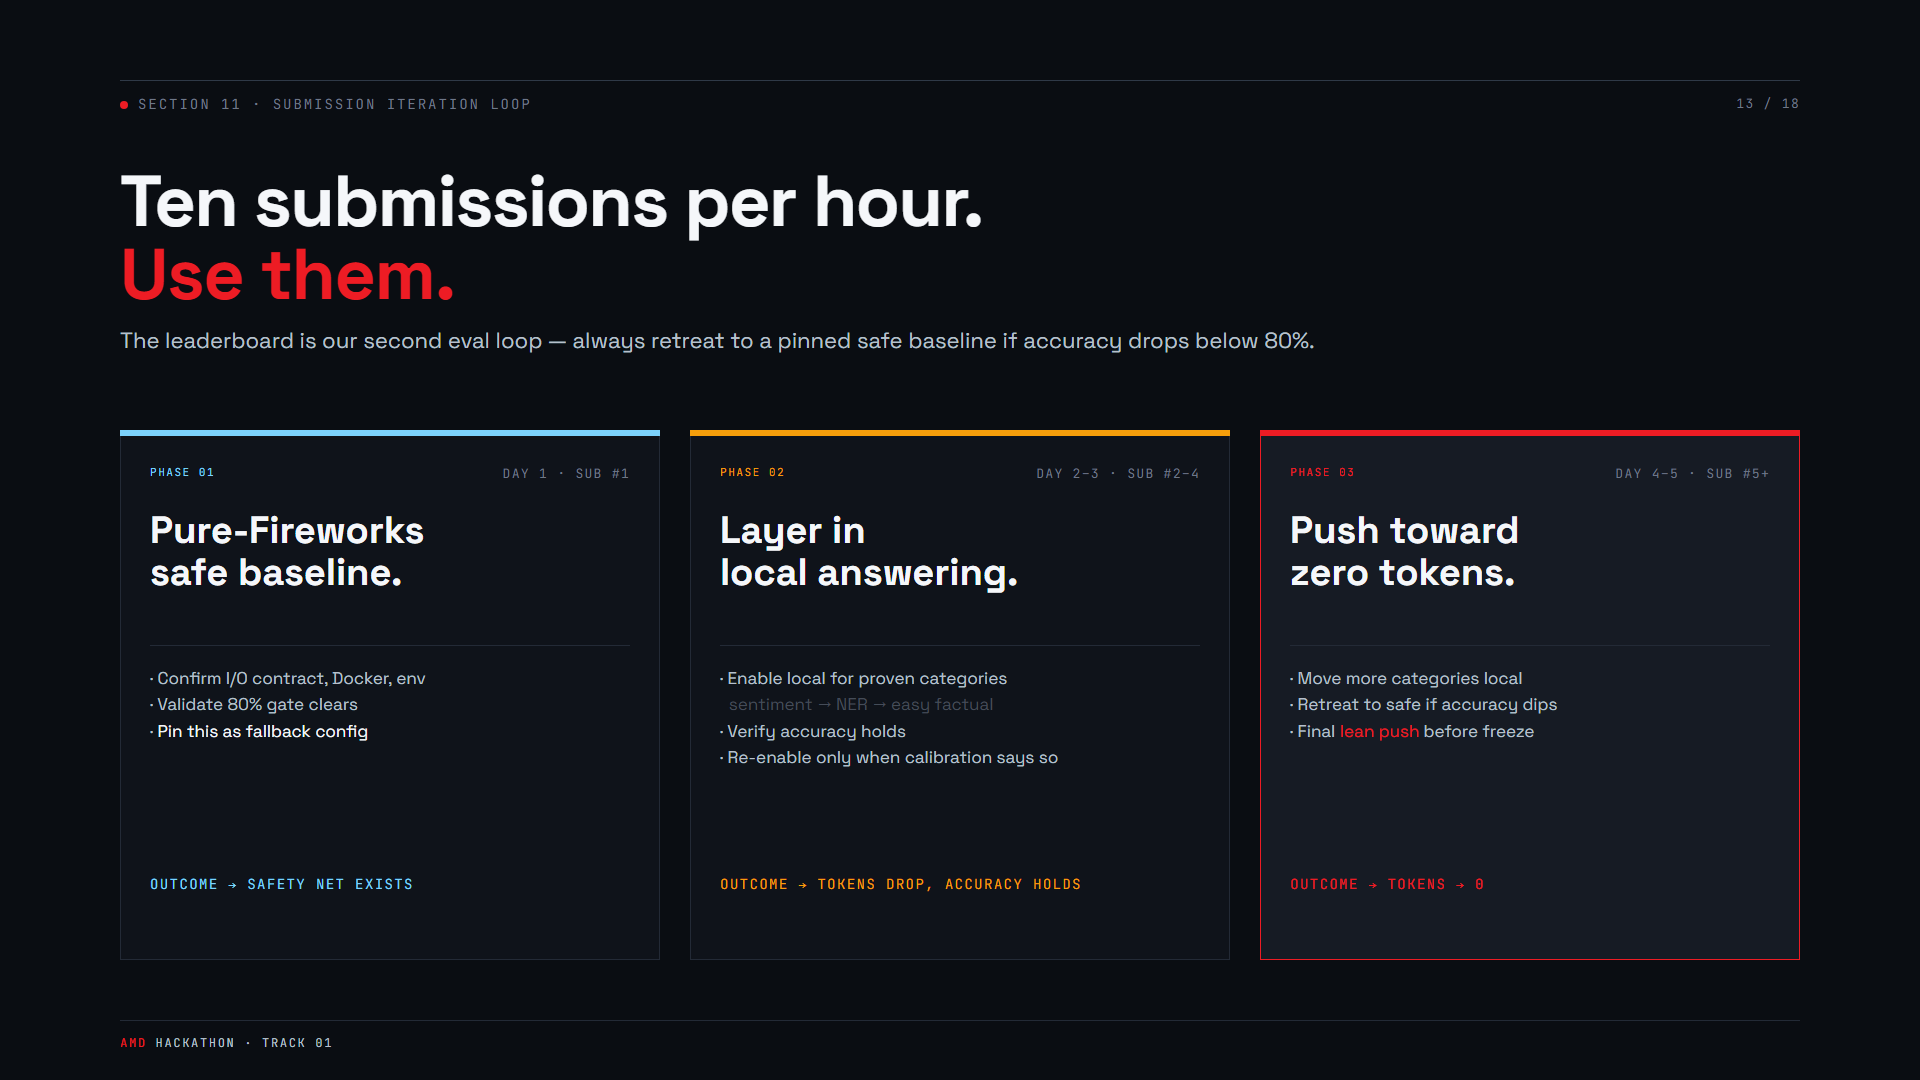 SECTION 11 · SUBMISSION ITERATION LOOP
13 / 18
Ten submissions per hour.
Use them.
The leaderboard is our second eval loop — always retreat to a pinned safe baseline if accuracy drops below 80%.
PHASE 01
DAY 1 · SUB #1
Pure-Fireworks
safe baseline.
· Confirm I/O contract, Docker, env
· Validate 80% gate clears
· Pin this as fallback config
OUTCOME → SAFETY NET EXISTS
PHASE 02
DAY 2–3 · SUB #2–4
Layer in
local answering.
· Enable local for proven categories
sentiment → NER → easy factual
· Verify accuracy holds
· Re-enable only when calibration says so
OUTCOME → TOKENS DROP, ACCURACY HOLDS
PHASE 03
DAY 4–5 · SUB #5+
Push toward
zero tokens.
· Move more categories local
· Retreat to safe if accuracy dips
· Final lean push before freeze
OUTCOME → TOKENS → 0
AMD HACKATHON · TRACK 01